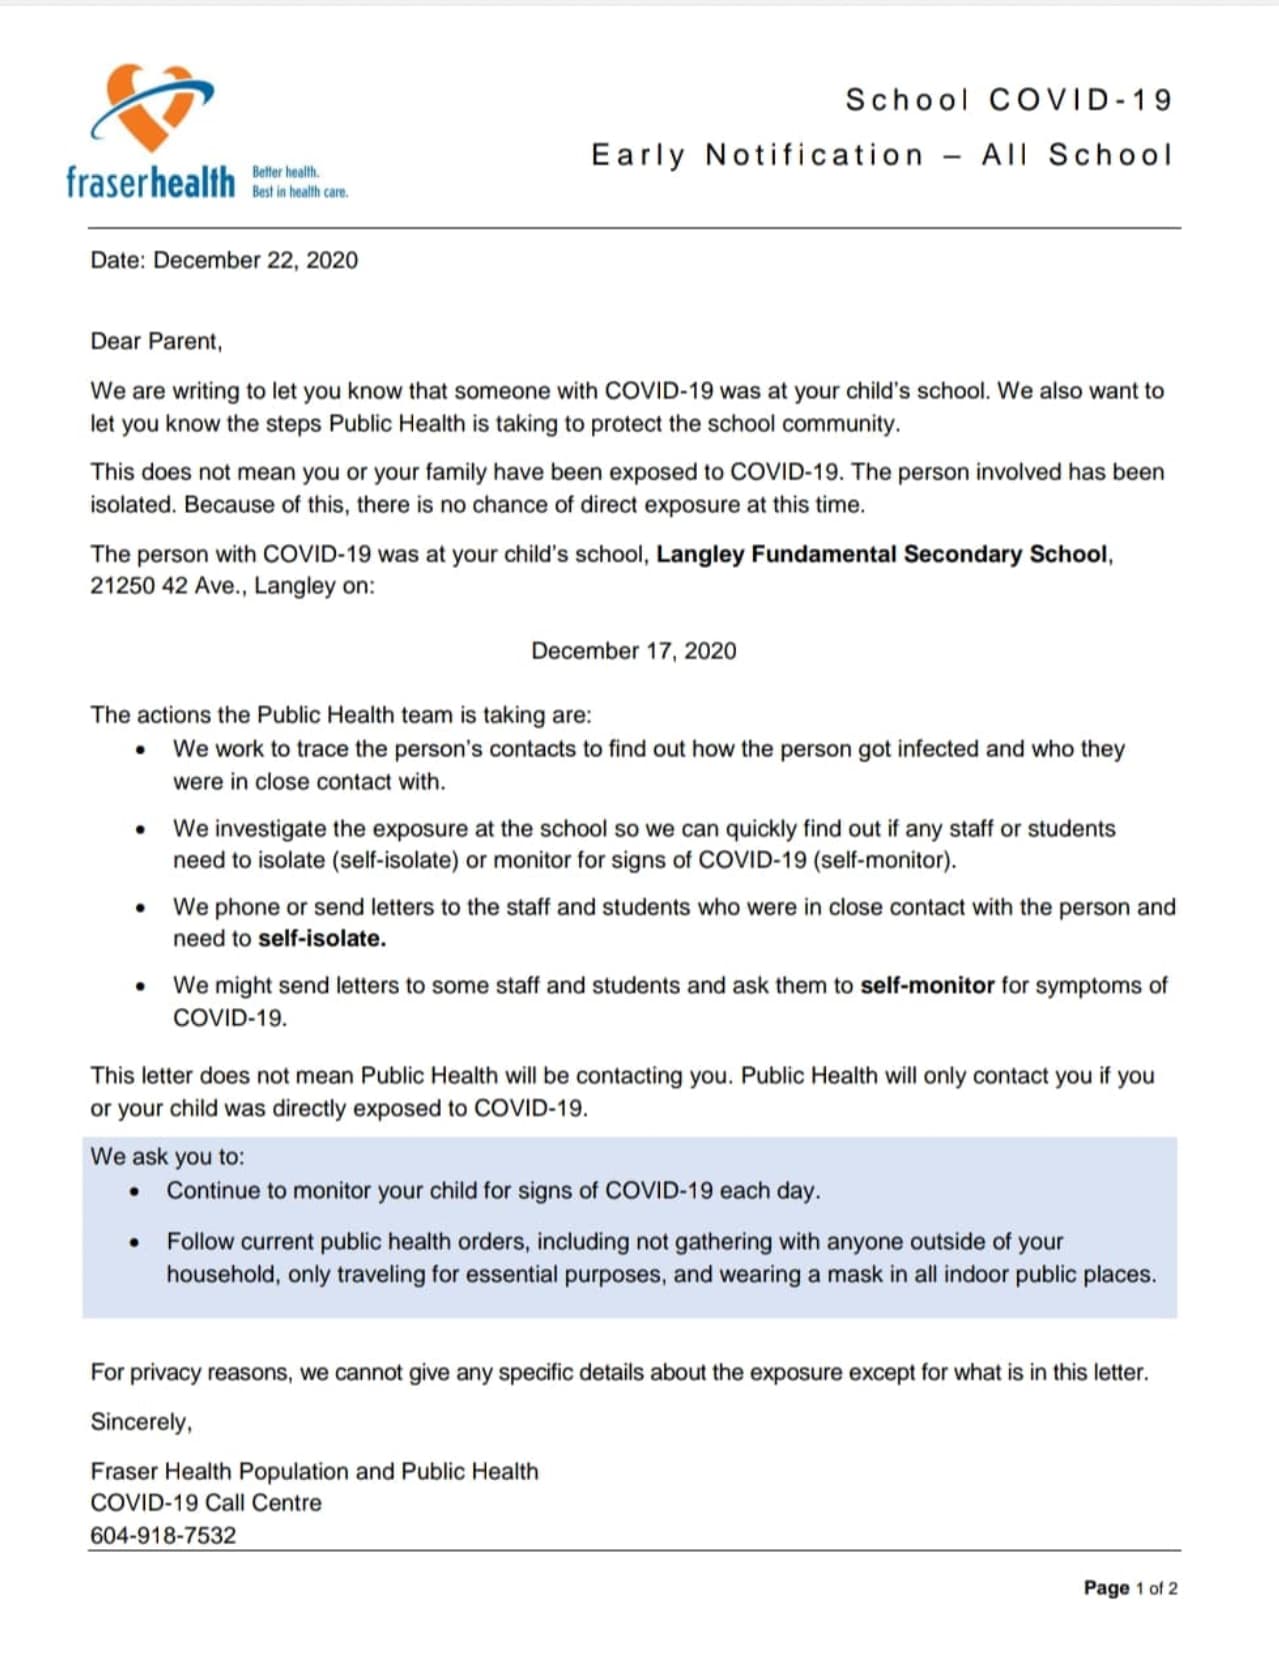 School COVID-19
Early Notification – All School
fraserhealth
Better health.
Best in health care.
Date: December 22, 2020
Dear Parent,
We are writing to let you know that someone with COVID-19 was at your child's school. We also want to
let you know the steps Public Health is taking to protect the school community.
This does not mean you or your family have been exposed to COVID-19. The person involved has been
isolated. Because of this, there is no chance of direct exposure at this time.
The person with COVID-19 was at your child's school, Langley Fundamental Secondary School,
21250 42 Ave., Langley on:
December 17, 2020
The actions the Public Health team is taking are:
• We work to trace the person's contacts to find out how the person got infected and who they
were in close contact with.
• We investigate the exposure at the school so we can quickly find out if any staff or students
need to isolate (self-isolate) or monitor for signs of COVID-19 (self-monitor).
• We phone or send letters to the staff and students who were in close contact with the person and
need to self-isolate.
• We might send letters to some staff and students and ask them to self-monitor for symptoms of
COVID-19.
This letter does not mean Public Health will be contacting you. Public Health will only contact you if you
or your child was directly exposed to COVID-19.
We ask you to:
• Continue to monitor your child for signs of COVID-19 each day.
• Follow current public health orders, including not gathering with anyone outside of your
household, only traveling for essential purposes, and wearing a mask in all indoor public places.
For privacy reasons, we cannot give any specific details about the exposure except for what is in this letter.
Sincerely,
Fraser Health Population and Public Health
COVID-19 Call Centre
604-918-7532
Page 1 of 2